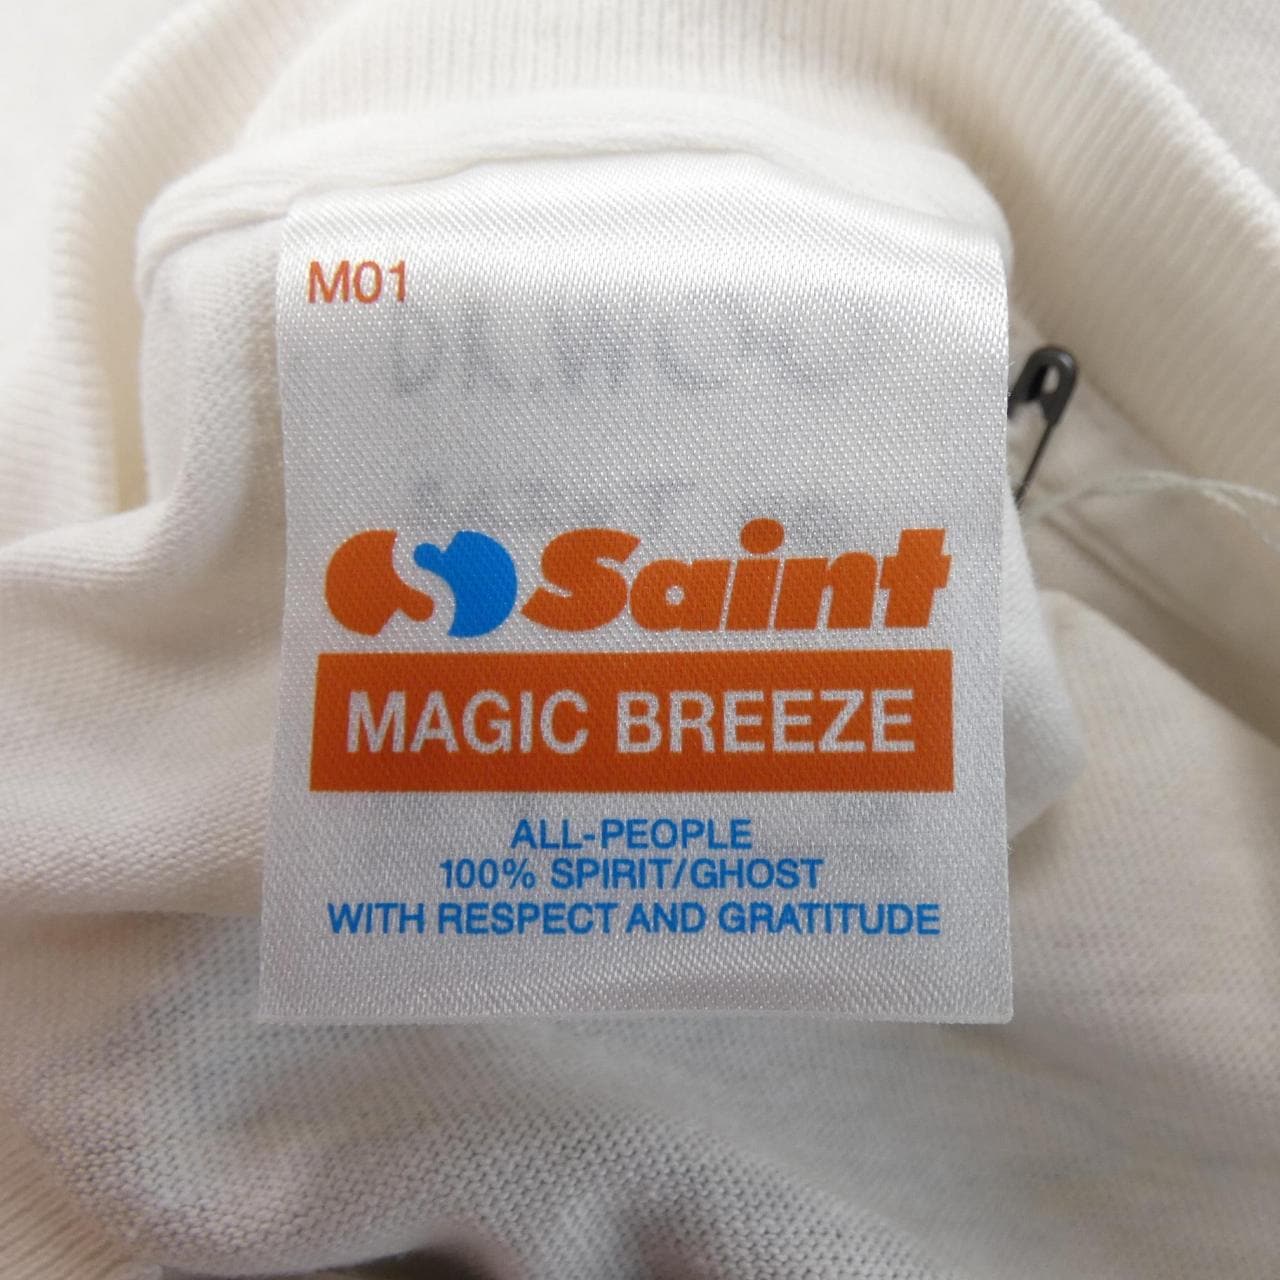 M01
Saint
MAGIC BREEZE
ALL-PEOPLE
100% SPIRIT/GHOST
WITH RESPECT AND GRATITUDE